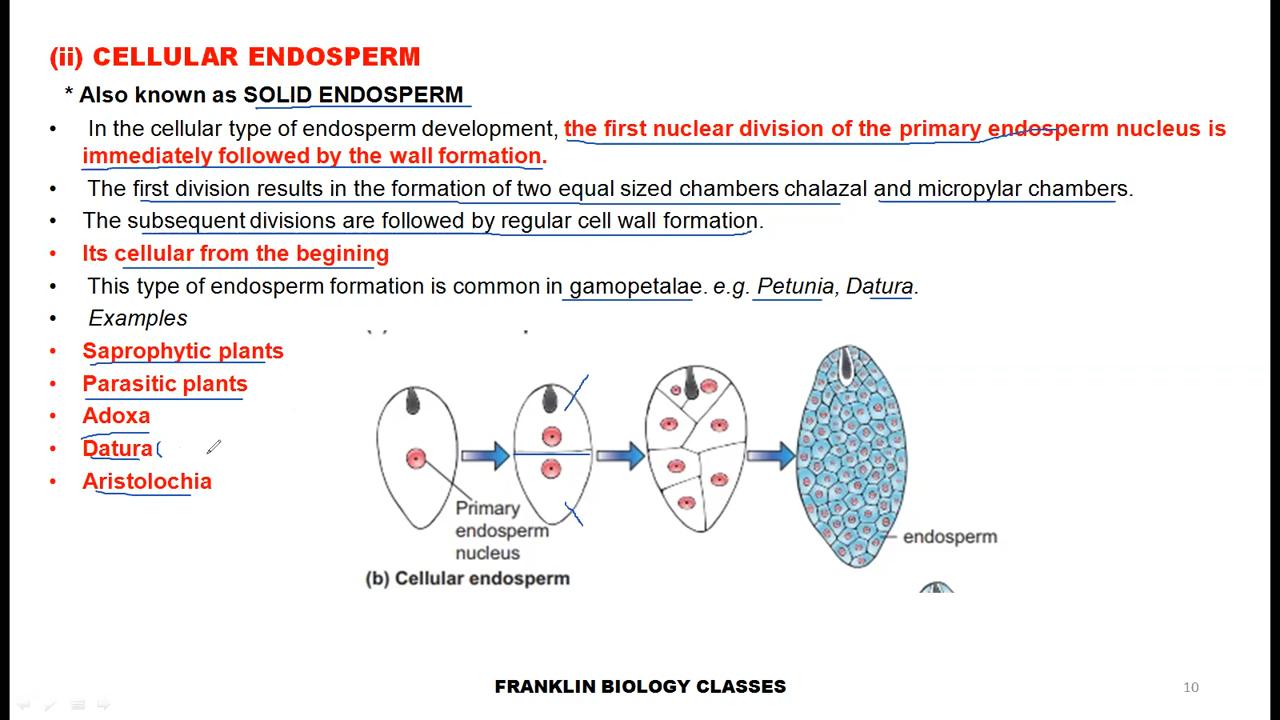 (ii) CELLULAR ENDOSPERM
* Also known as SOLID ENDOSPERM
• In the cellular type of endosperm development, the first nuclear division of the primary endosperm nucleus is
immediately followed by the wall formation.
• The first division results in the formation of two equal sized chambers chalazal and micropylar chambers.
• The subsequent divisions are followed by regular cell wall formation.
• Its cellular from the begining
• This type of endosperm formation is common in gamopetalae. e.g. Petunia, Datura.
• Examples
• Saprophytic plants
• Parasitic plants
• Adoxa
• Datura(
• Aristolochia
Primary
endosperm
nucleus
endosperm
(b) Cellular endosperm
FRANKLIN BIOLOGY CLASSES
10